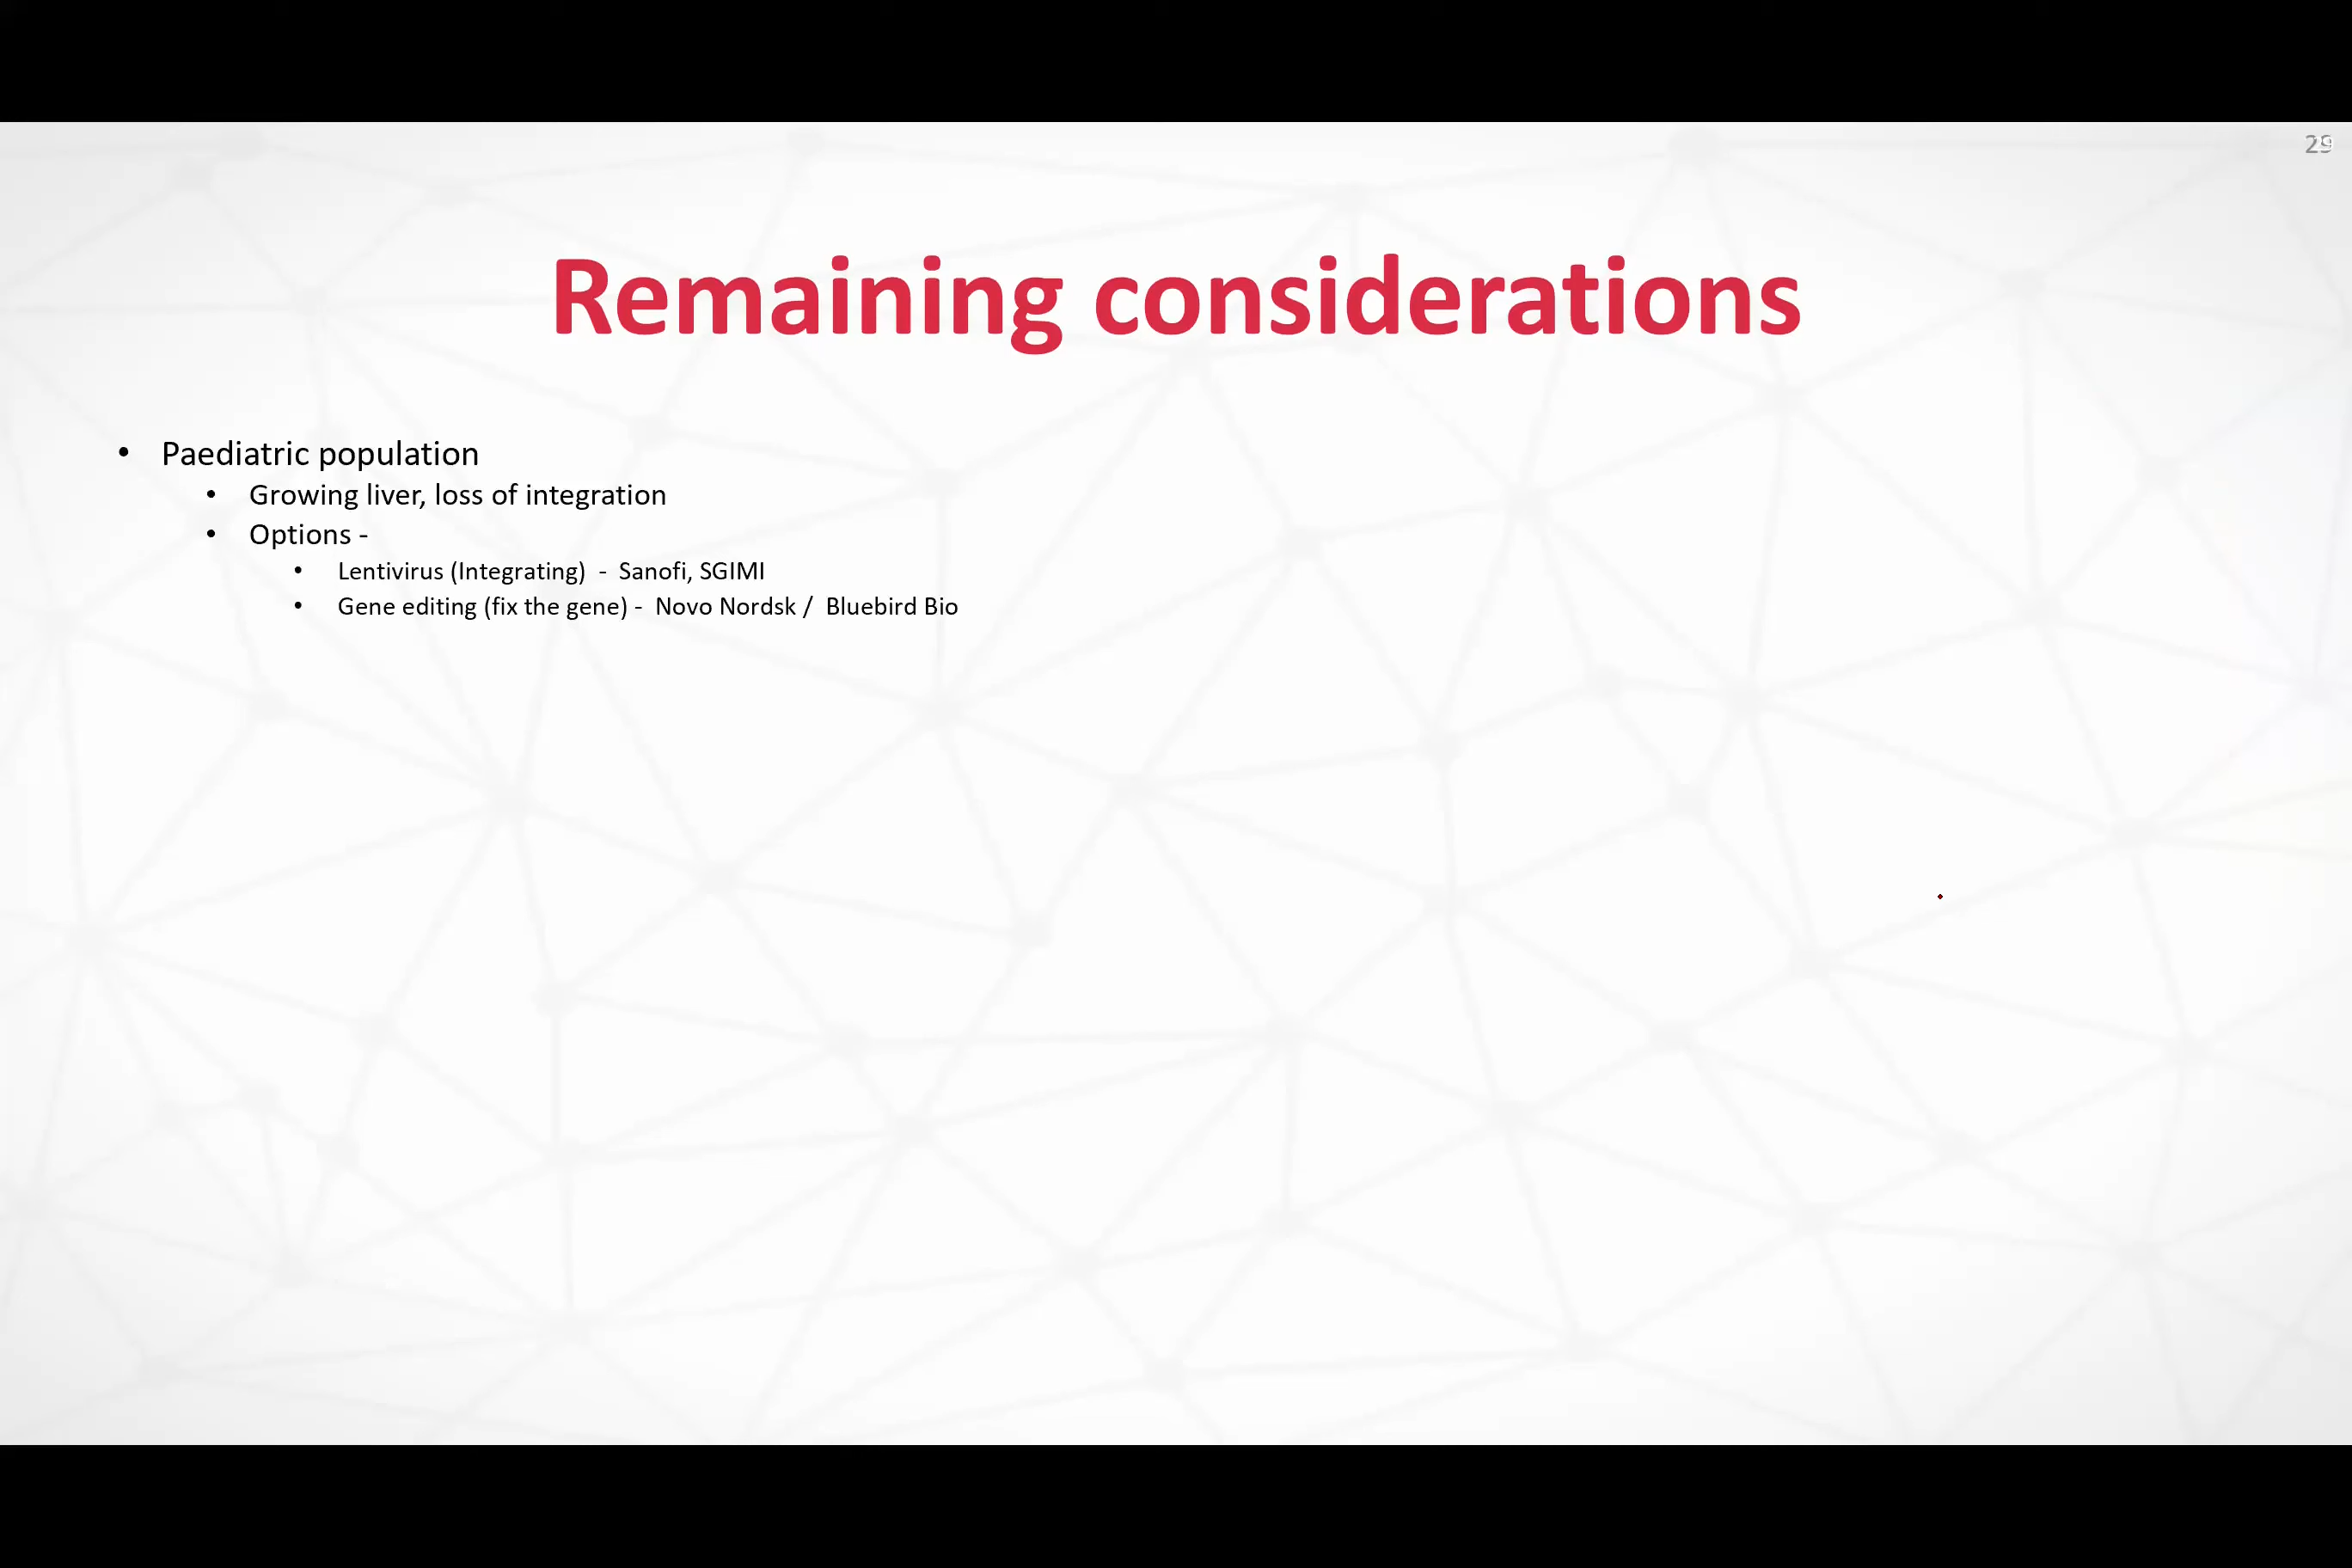 29
Remaining considerations
• Paediatric population
• Growing liver, loss of integration
• Options -
• Lentivirus (Integrating) - Sanofi, SGIMI
• Gene editing (fix the gene) - Novo Nordsk / Bluebird Bio